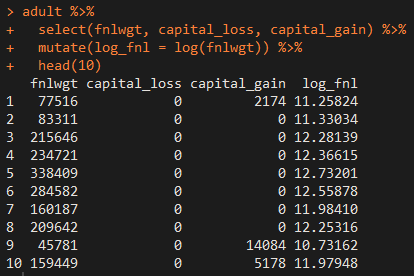 > adult %>%
+   select(fnlwgt, capital_loss, capital_gain) %>%
+   mutate(log_fnl = log(fnlwgt)) %>%
+   head(10)
   fnlwgt capital_loss capital_gain  log_fnl
1   77516            0         2174 11.25824
2   83311            0            0 11.33034
3  215646            0            0 12.28139
4  234721            0            0 12.36615
5  338409            0            0 12.73201
6  284582            0            0 12.55878
7  160187            0            0 11.98410
8  209642            0            0 12.25316
9   45781            0        14084 10.73162
10 159449            0         5178 11.97948